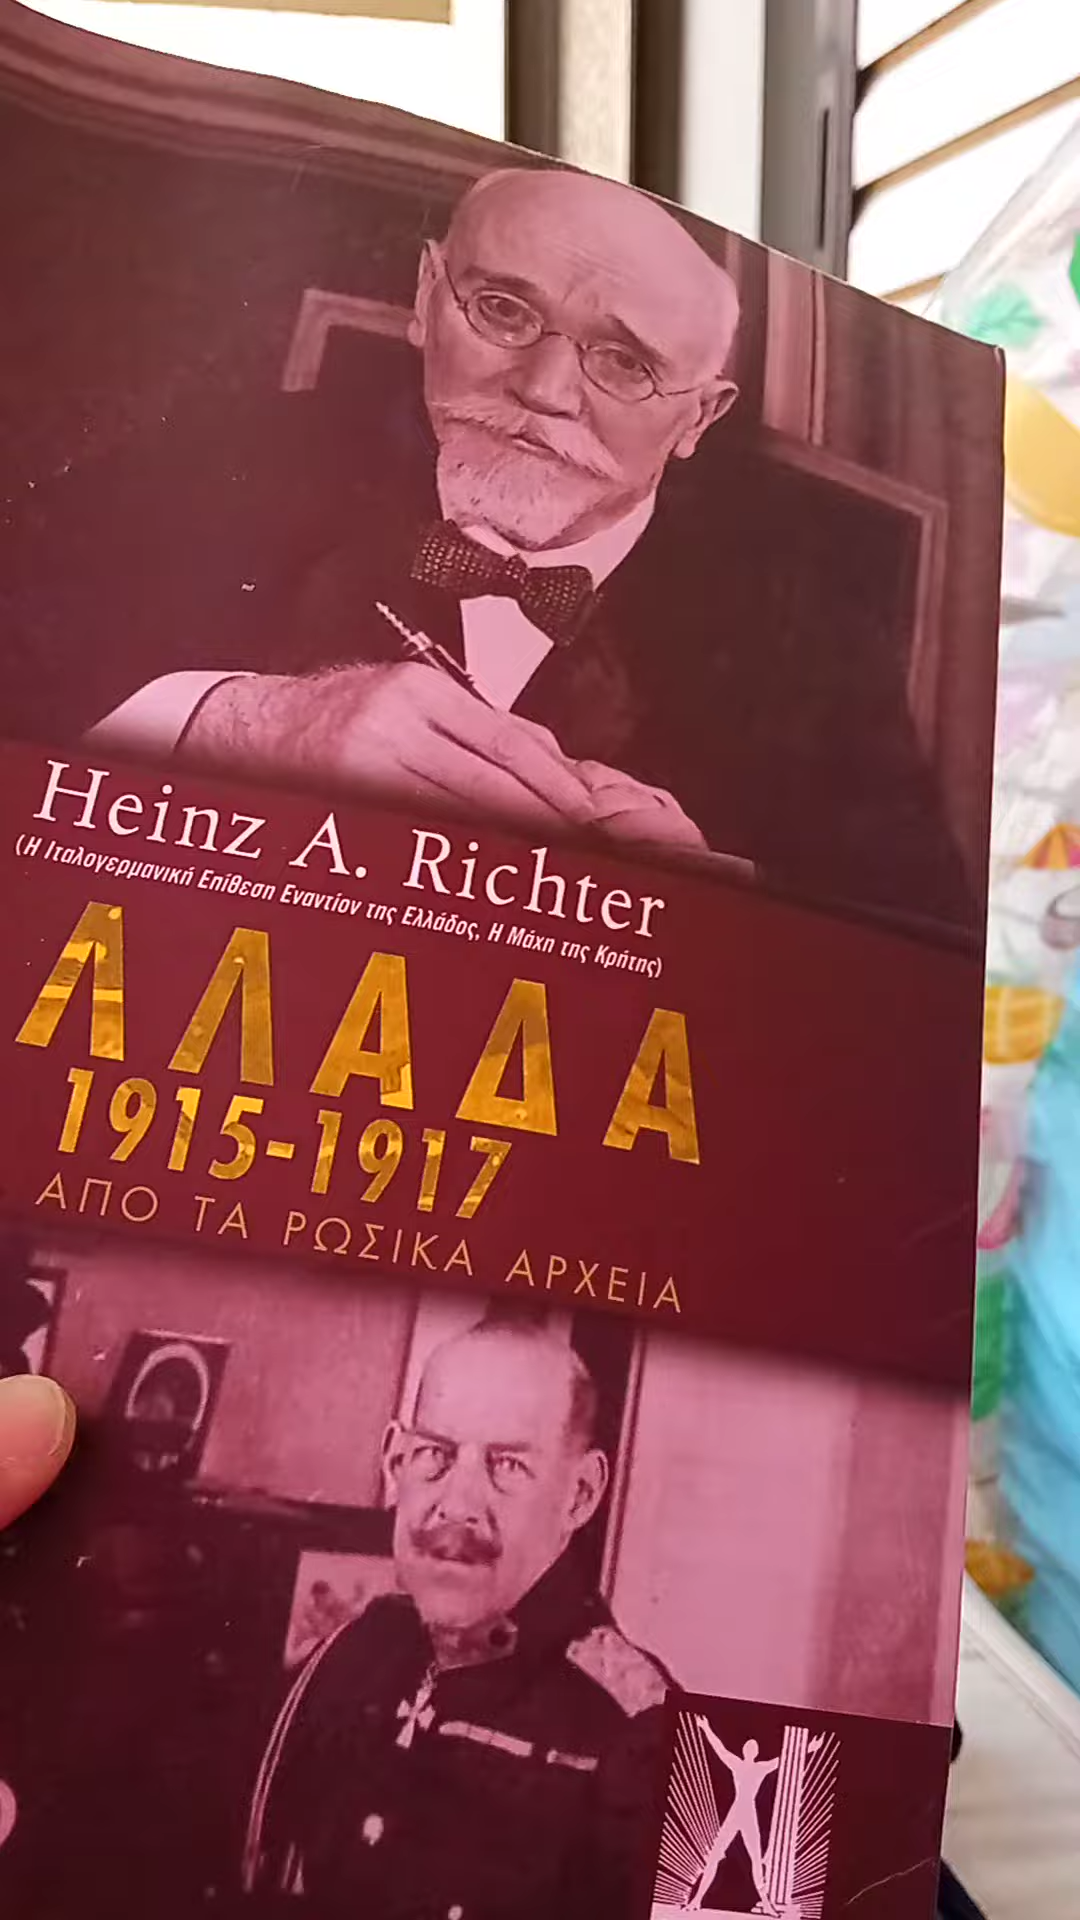 Heinz A. Richter
(Η Ιταλογερμανική Επίθεση Εναντίον της Ελλάδος, Η Μάχη της Κρήτης)
ΛΛΑΔΑ
1915-1917
ΑΠΟ ΤΑ ΡΩΣΙΚΑ ΑΡΧΕΙΑ